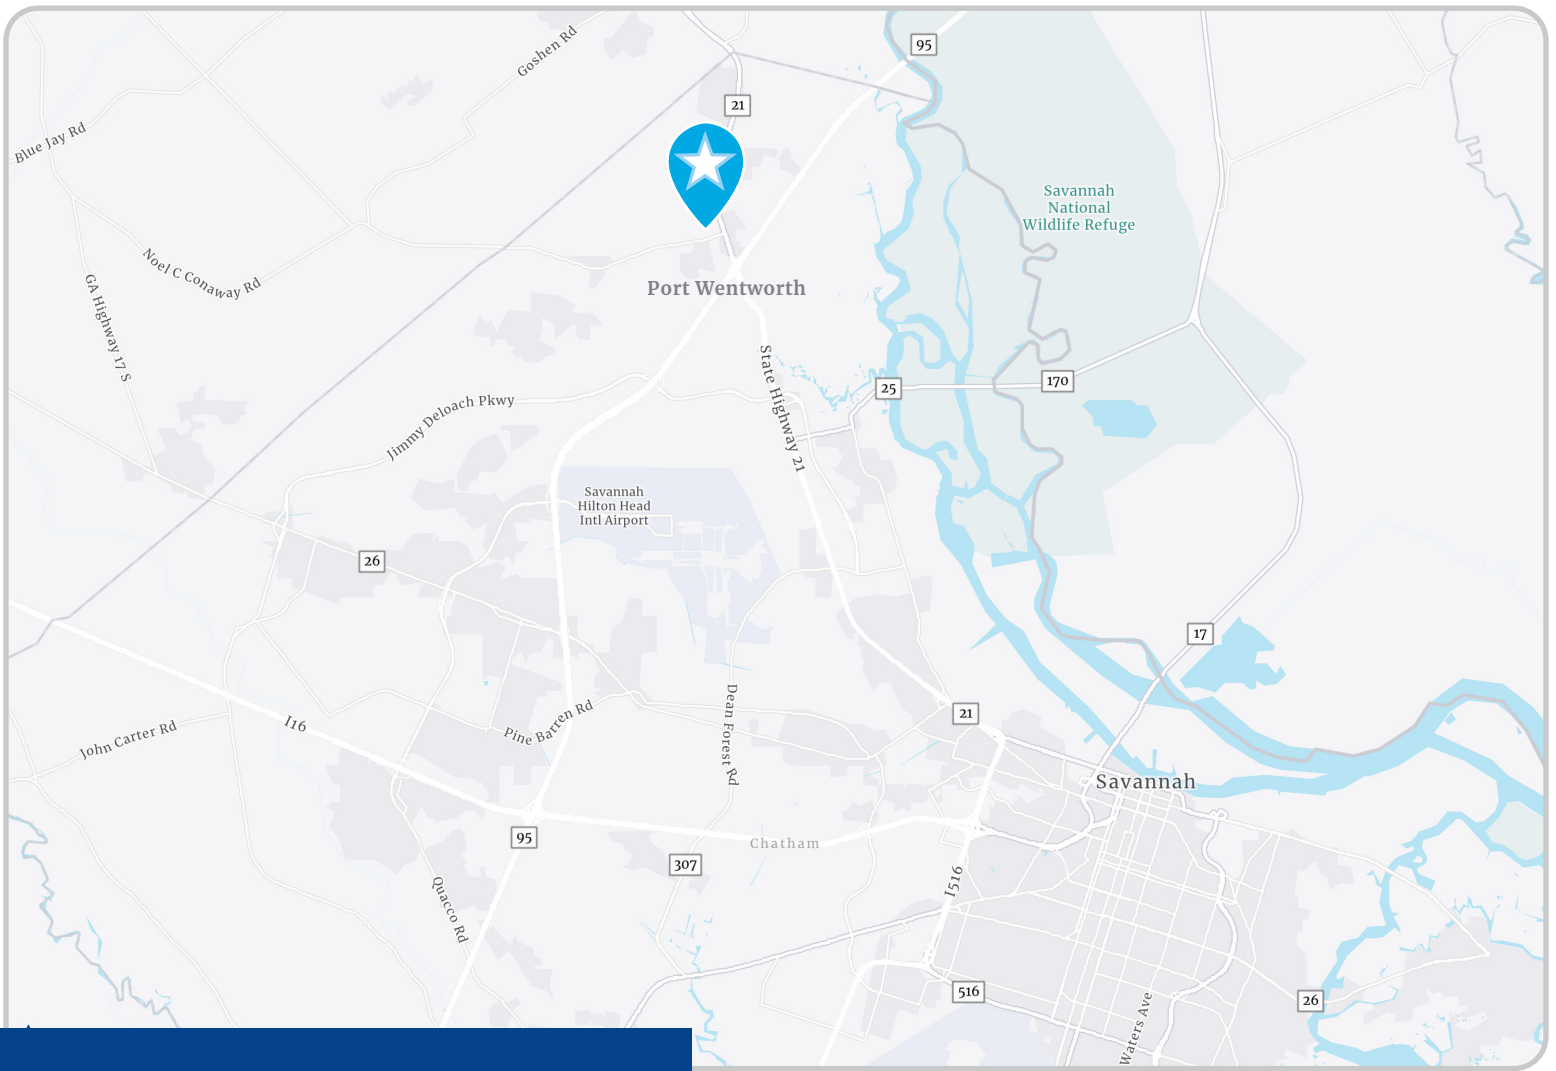 Goshen Rd
95
21
Blue Jay Rd
Savannah
National
Wildlife Refuge
Noel C Conaway Rd
GA Highway 17 S
Port Wentworth
State Highway 21
25
170
Jimmy Deloach Pkwy
Savannah
Hilton Head
Intl Airport
26
17
Dean Forest Rd
21
Pine Barren Rd
I16
John Carter Rd
Savannah
95
Chatham
307
I516
Quacco Rd
516
26
Waters Ave